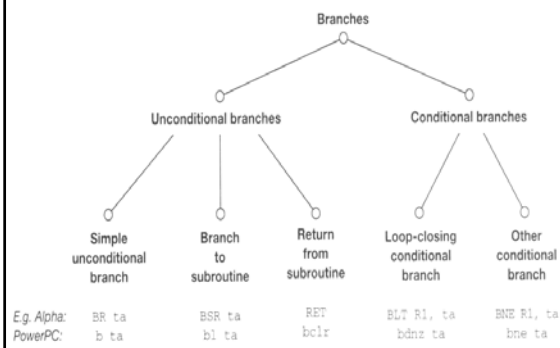 Branches
Unconditional branches
Conditional branches
Simple
unconditional
branch
Branch
to
subroutine
Return
from
subroutine
Loop-closing
conditional
branch
Other
conditional
branch
E.g. Alpha: BR ta BSR ta RET BLT R1, ta BNE R1, ta
PowerPC: b ta bl ta bclr bdnz ta bne ta